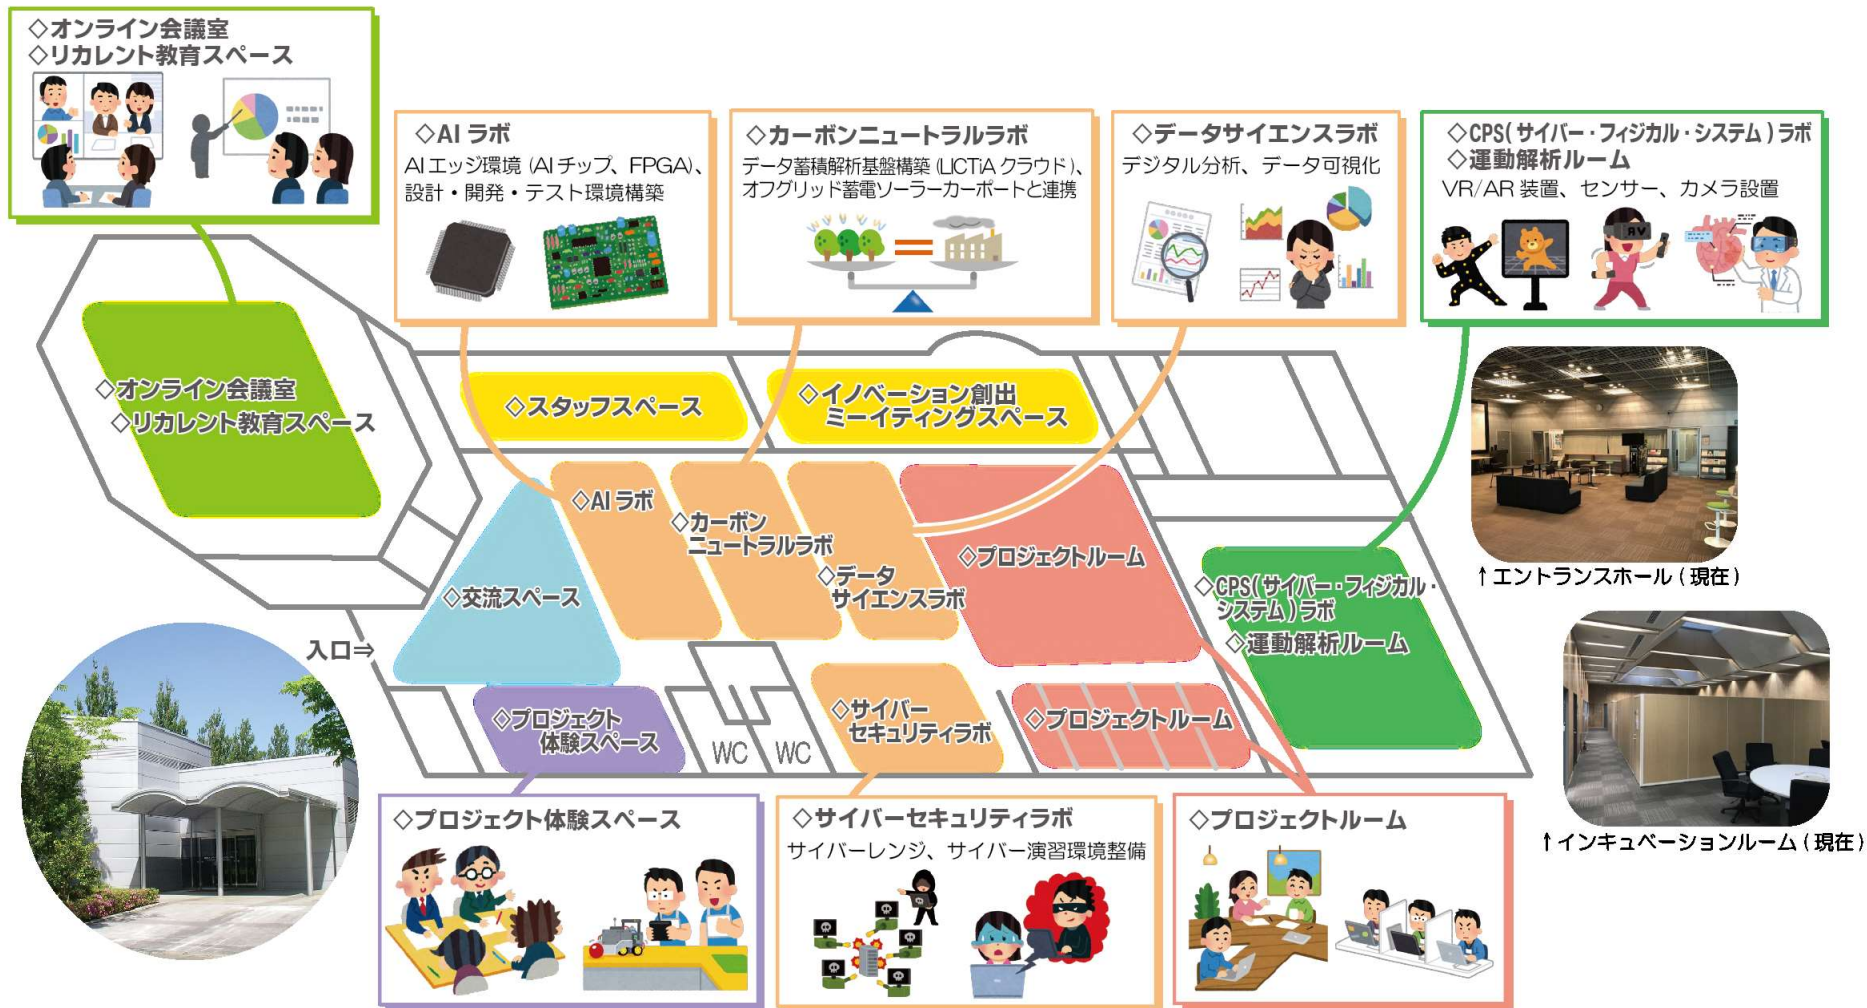 ◇オンライン会議室
◇リカレント教育スペース
◇AI ラボ
AI エッジ環境 (AI チップ、FPGA)、
設計・開発・テスト環境構築
◇カーボンニュートラルラボ
データ蓄積解析基盤構築 (LICTiA クラウド)、
オフグリッド蓄電ソーラーカーポートと連携
◇データサイエンスラボ
デジタル分析、データ可視化
◇CPS(サイバー・フィジカル・システム)ラボ
◇運動解析ルーム
VR/AR 装置、センサー、カメラ設置
◇オンライン会議室
◇リカレント教育スペース
◇スタッフスペース
◇イノベーション創出
ミーイティングスペース
◇AI ラボ
◇カーボン
ニュートラルラボ
◇データ
サイエンスラボ
◇プロジェクトルーム
◇交流スペース
◇CPS(サイバー・フィジカル・
システム)ラボ
◇運動解析ルーム
↑エントランスホール (現在)
入口⇒
◇プロジェクト
体験スペース
WC
WC
◇サイバー
セキュリティラボ
◇プロジェクトルーム
↑インキュベーションルーム (現在)
◇プロジェクト体験スペース
◇サイバーセキュリティラボ
サイバーレンジ、サイバー演習環境整備
◇プロジェクトルーム